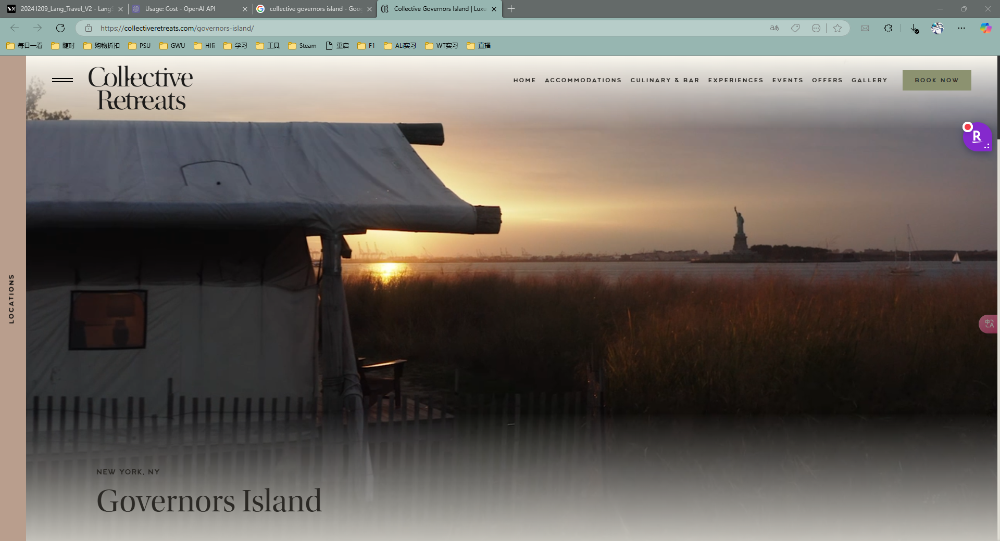 20241209_Lang_Travel_V2 - Lang
Usage: Cost - OpenAI API
collective governors island - Goo
Collective Governors Island | Luxu
https://collectiveretreats.com/governors-island/
每日一看
随时
购物折扣
PSU
GWU
HIfi
学习
工具
Steam
重启
F1
ALi实习
WT实习
直播
Collective
Retreats
HOME
ACCOMMODATIONS
CULINARY & BAR
EXPERIENCES
EVENTS
OFFERS
GALLERY
BOOK NOW
R
LOCATIONS
NEW YORK, NY
Governors Island